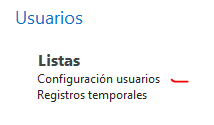 Usuarios
Listas
Configuración usuarios
Registros temporales